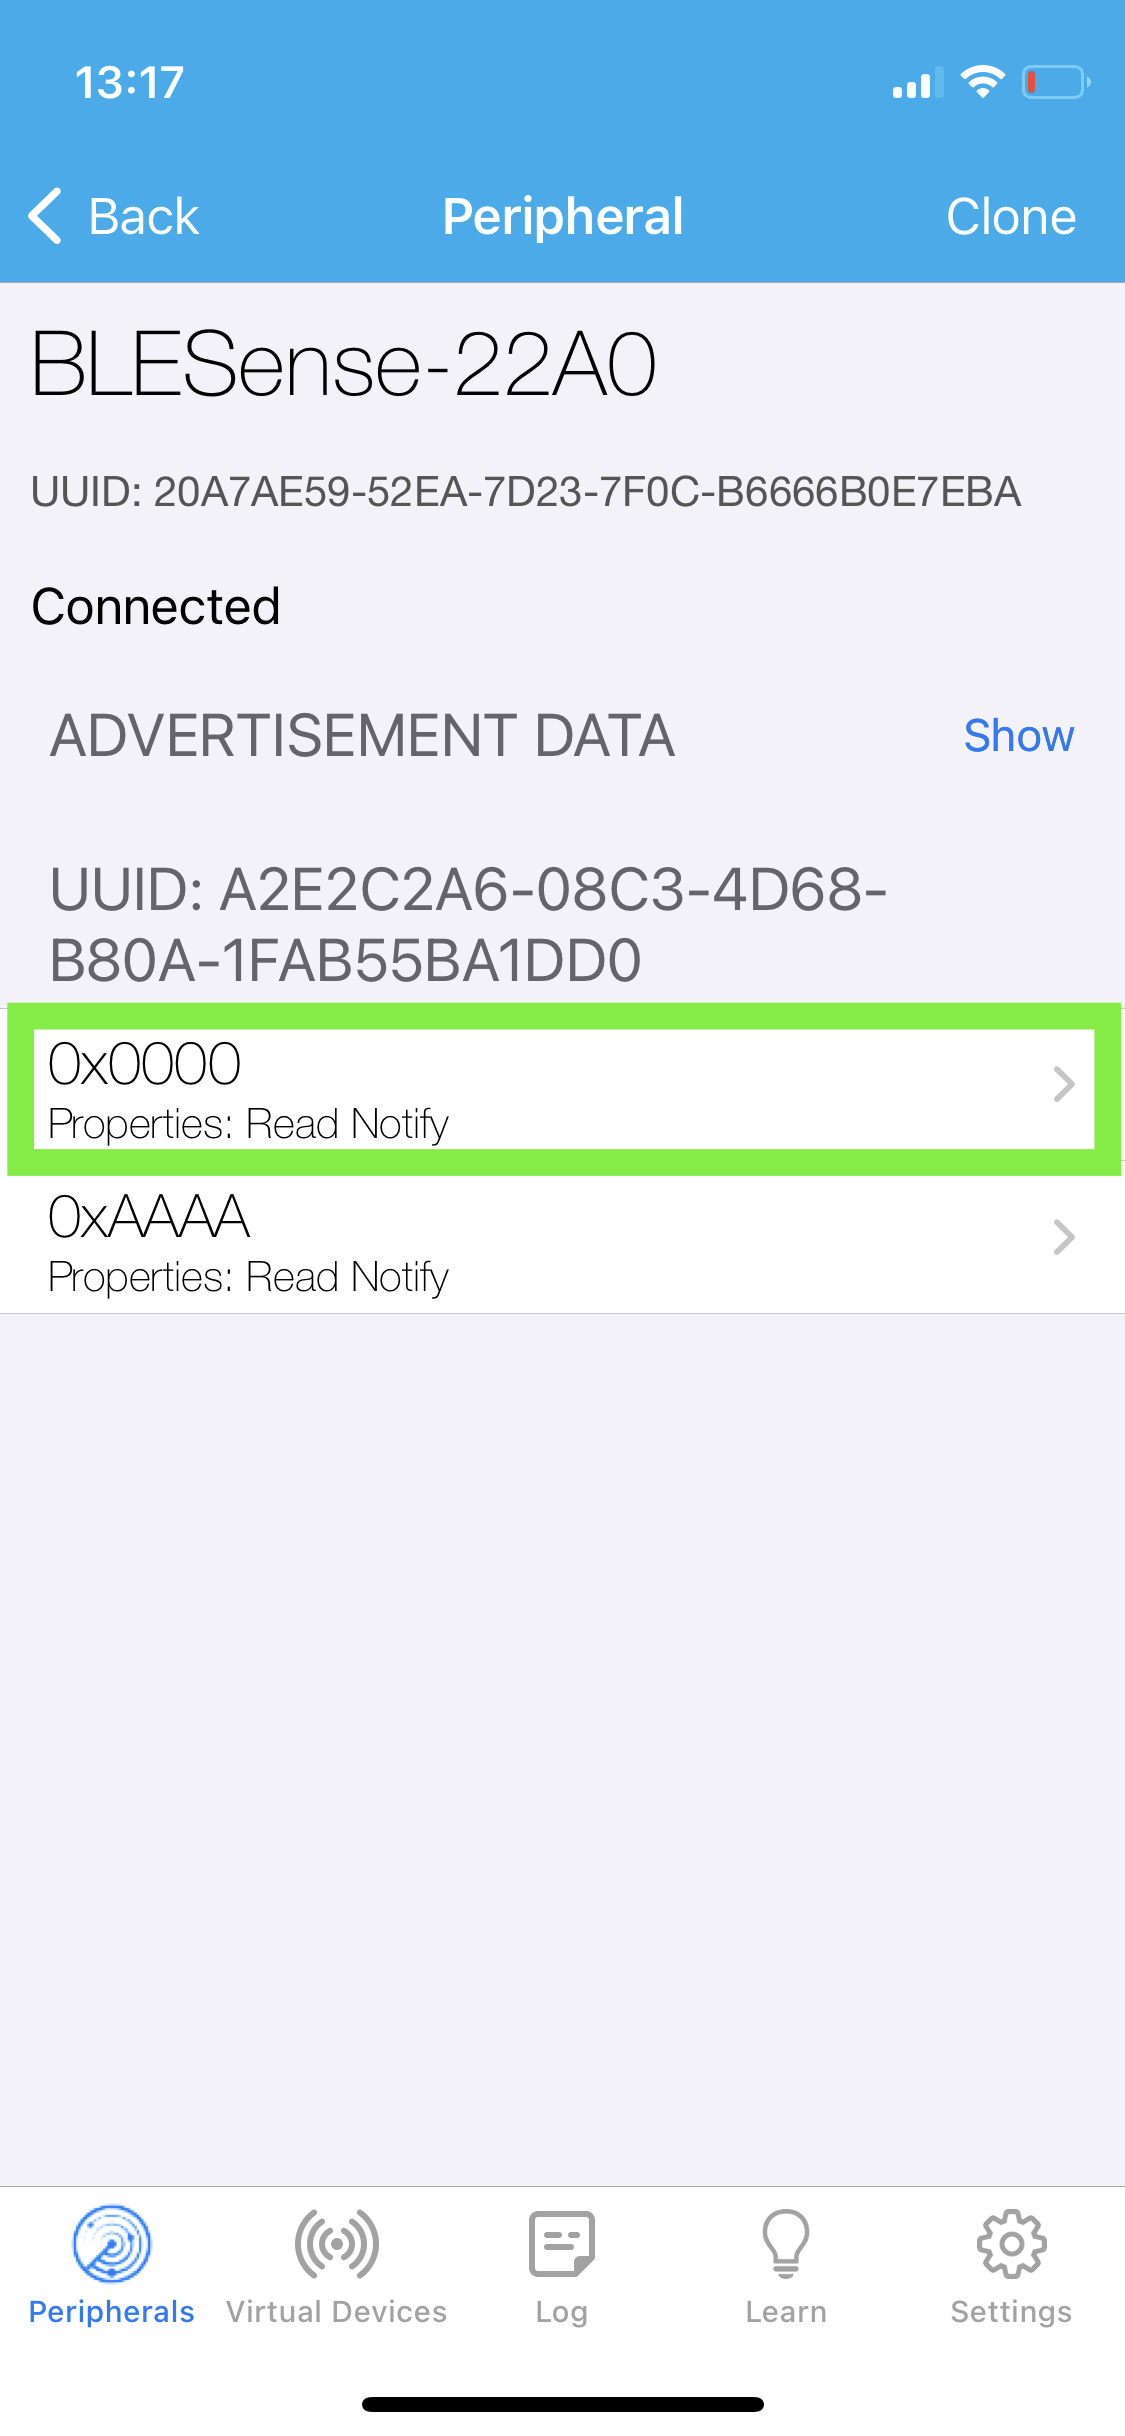 13:17
Back
Peripheral
Clone
BLESense-22A0
UUID: 20A7AE59-52EA-7D23-7F0C-B6666B0E7EBA
Connected
ADVERTISEMENT DATA
Show
UUID: A2E2C2A6-08C3-4D68-
B80A-1FAB55BA1DD0
0x0000
Properties: Read Notify
0xAAAA
Properties: Read Notify
Peripherals
Virtual Devices
Log
Learn
Settings